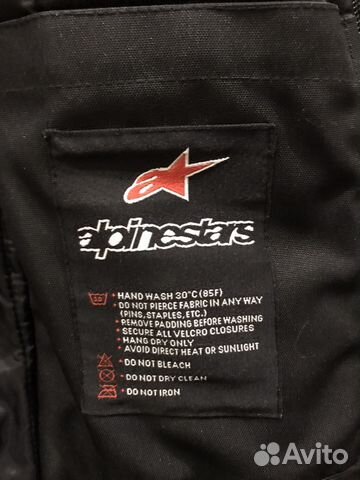 alpinestars
30
• HAND WASH 30°C (85F)
• DO NOT PIERCE FABRIC IN ANY WAY
(PINS, STAPLES, ETC.)
• REMOVE PADDING BEFORE WASHING
• SECURE ALL VELCRO CLOSURES
• HANG DRY ONLY
• AVOID DIRECT HEAT OR SUNLIGHT
• DO NOT BLEACH
• DO NOT DRY CLEAN
• DO NOT IRON
Avito